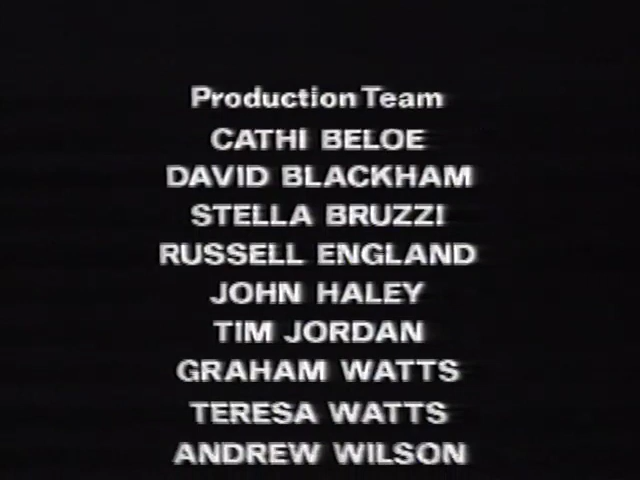 Production Team
CATHI BELOE
DAVID BLACKHAM
STELLA BRUZZI
RUSSELL ENGLAND
JOHN HALEY
TIM JORDAN
GRAHAM WATTS
TERESA WATTS
ANDREW WILSON